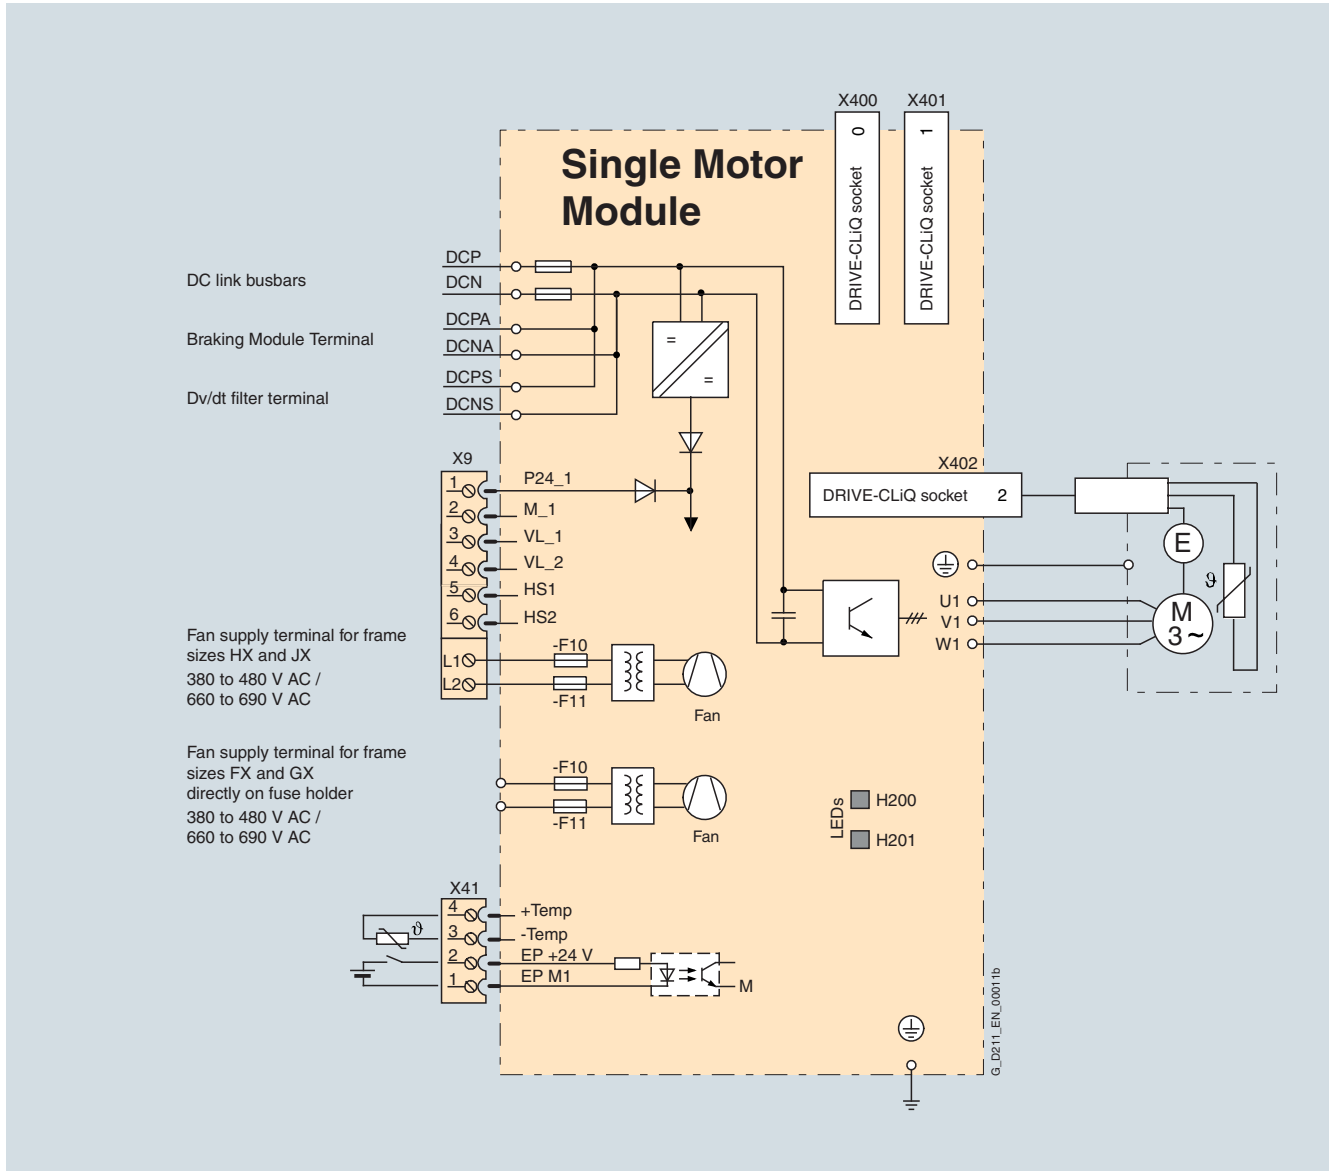 X400
X401
0
1
DRIVE-CLiQ socket
DRIVE-CLiQ socket
Single Motor
Module
DC link busbars
DCP
DCN
=
=
Braking Module Terminal
DCPA
DCNA
Dv/dt filter terminal
DCPS
DCNS
X9
1
P24_1
2
M_1
3
VL_1
4
VL_2
5
HS1
6
HS2
X402
DRIVE-CLiQ socket 2
E
ϑ
U1
V1
W1
M
3~
Fan supply terminal for frame
sizes HX and JX
380 to 480 V AC /
660 to 690 V AC
L1
L2
-F10
-F11
Fan
Fan supply terminal for frame
sizes FX and GX
directly on fuse holder
380 to 480 V AC /
660 to 690 V AC
-F10
-F11
Fan
LEDs
H200
H201
X41
4
+Temp
ϑ
3
-Temp
2
EP +24 V
1
EP M1
M
G_D211_EN_00011b